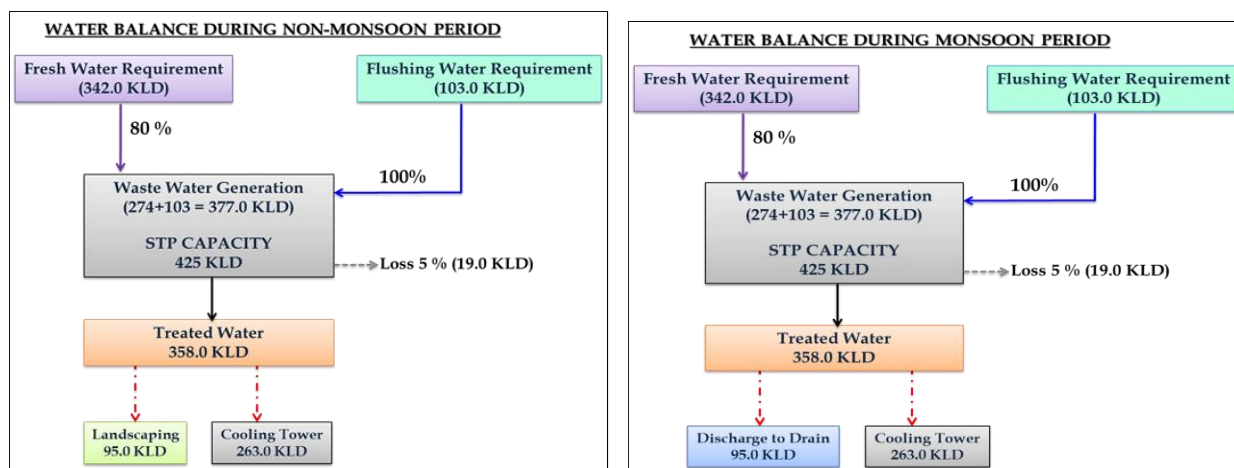 WATER BALANCE DURING NON-MONSOON PERIOD
Fresh Water Requirement
(342.0 KLD)
Flushing Water Requirement
(103.0 KLD)
80 %
100%
Waste Water Generation
(274+103 = 377.0 KLD)
STP CAPACITY
425 KLD
Loss 5 % (19.0 KLD)
Treated Water
358.0 KLD
Landscaping
95.0 KLD
Cooling Tower
263.0 KLD
WATER BALANCE DURING MONSOON PERIOD
Fresh Water Requirement
(342.0 KLD)
Flushing Water Requirement
(103.0 KLD)
80 %
100%
Waste Water Generation
(274+103 = 377.0 KLD)
STP CAPACITY
425 KLD
Loss 5 % (19.0 KLD)
Treated Water
358.0 KLD
Discharge to Drain
95.0 KLD
Cooling Tower
263.0 KLD